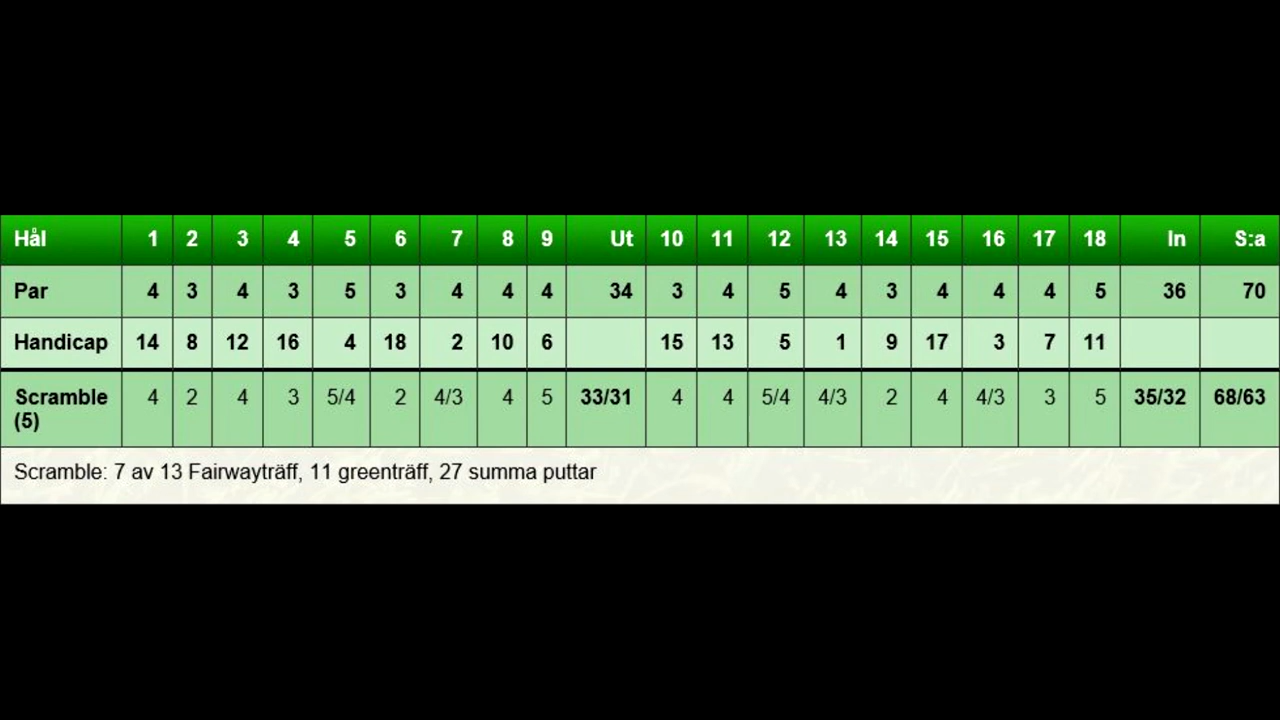 Hål 1 2 3 4 5 6 7 8 9 Ut 10 11 12 13 14 15 16 17 18 In S:a
Par 4 3 4 3 5 3 4 4 4 34 3 4 5 4 3 4 4 4 5 36 70
Handicap 14 8 12 16 4 18 2 10 6 15 13 5 1 9 17 3 7 11
Scramble 4 2 4 3 5/4 2 4/3 4 5 33/31 4 4 5/4 4/3 2 4 4/3 3 5 35/32 68/63
(5)
Scramble: 7 av 13 Fairwayträff, 11 greenträff, 27 summa puttar